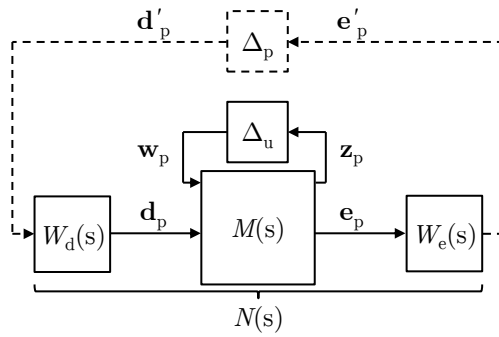 d′p Δp e′p
Δu
wp zp
Wd(s) dp M(s) ep We(s)
N(s)